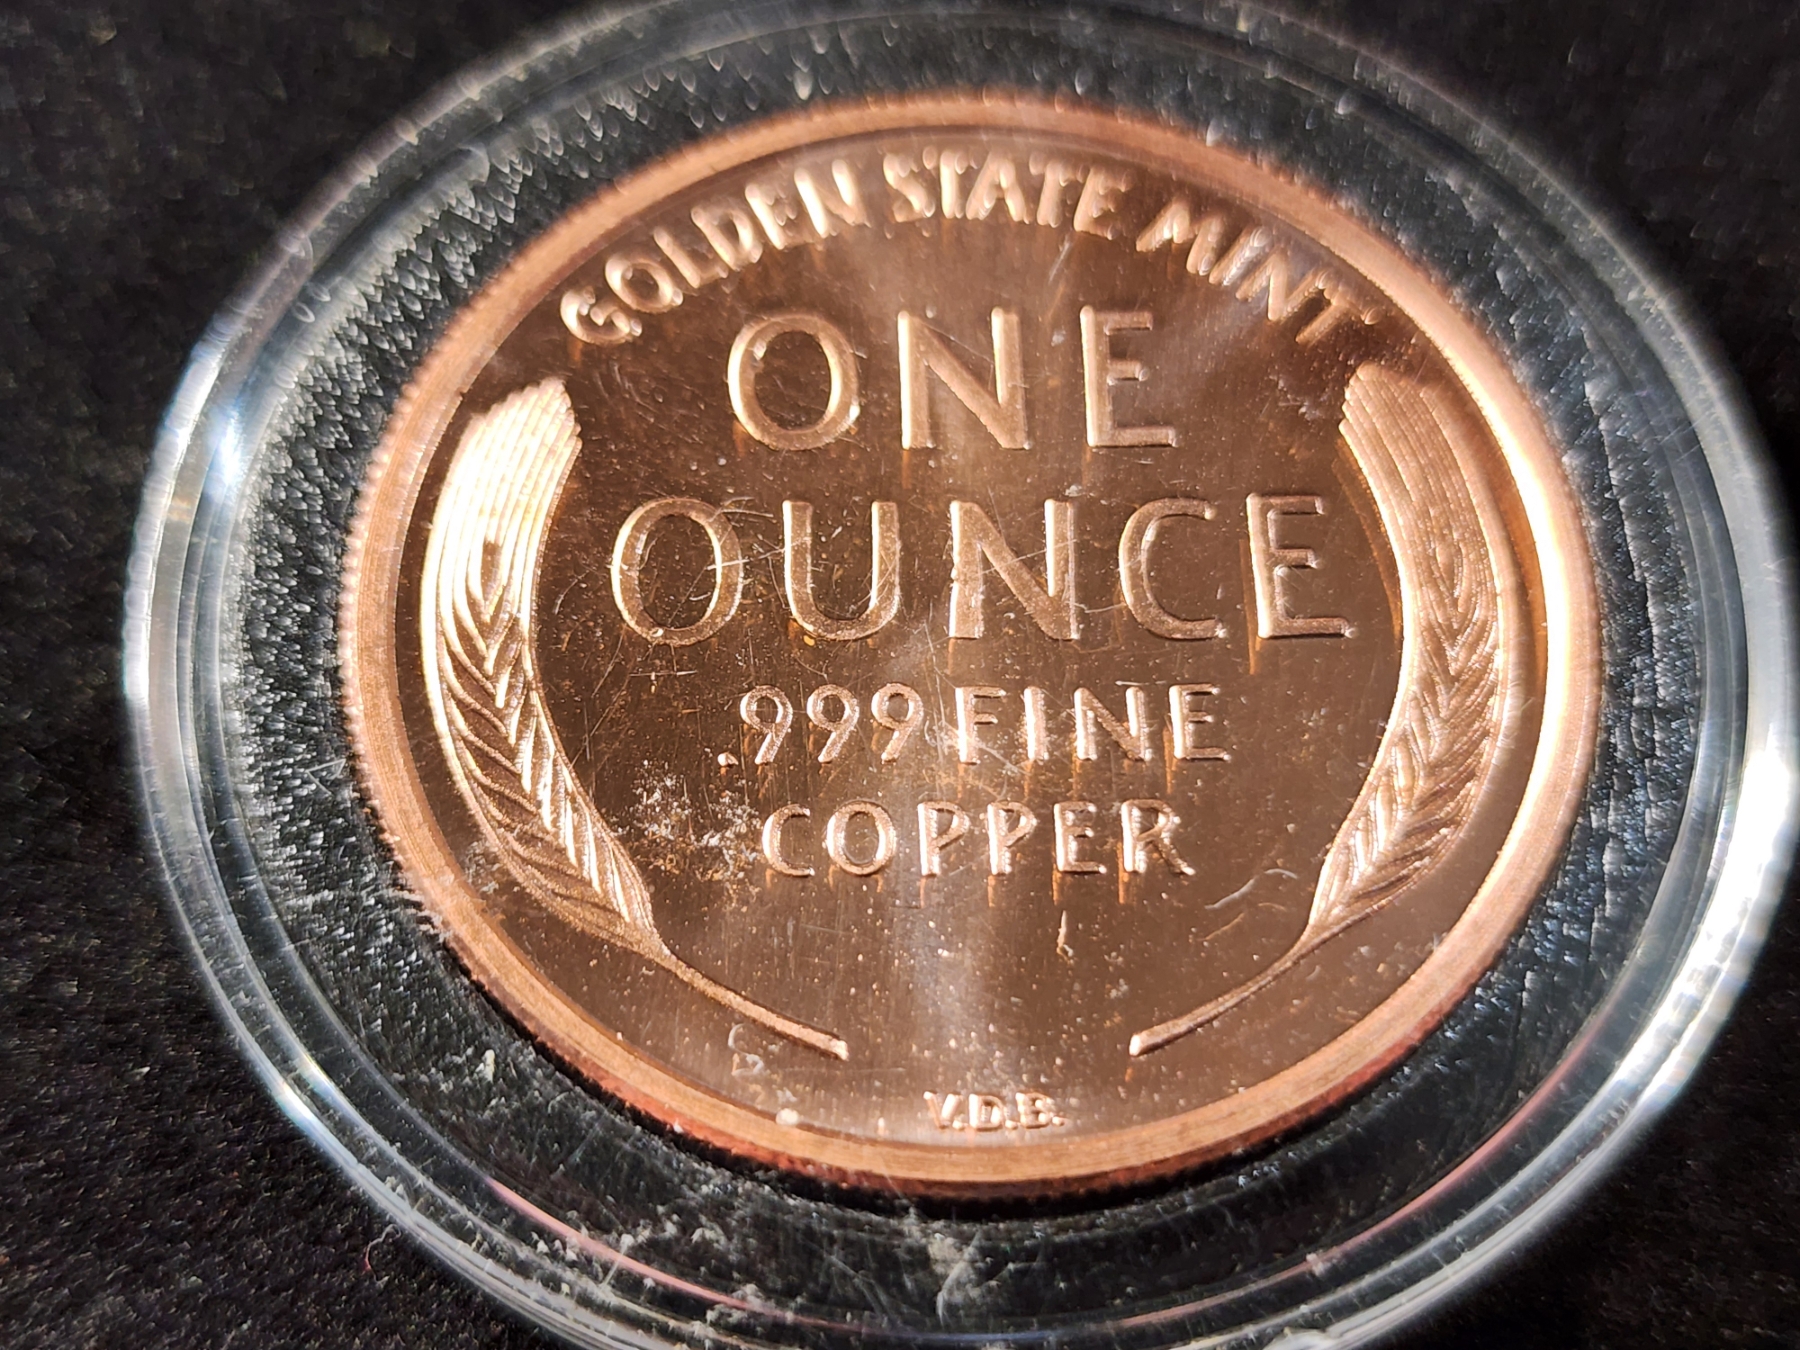 GOLDEN STATE MINT
ONE
OUNCE
.999 FINE
COPPER
V.D.B.